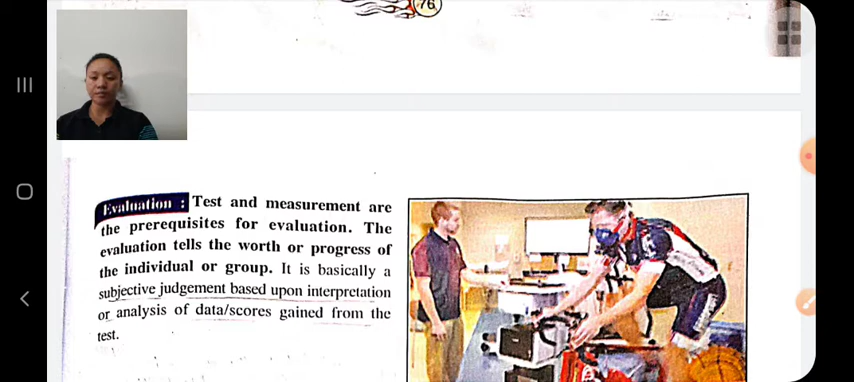 76
Evaluation : Test and measurement are
the prerequisites for evaluation. The
evaluation tells the worth or progress of
the individual or group. It is basically a
subjective judgement based upon interpretation
or analysis of data/scores gained from the
test.